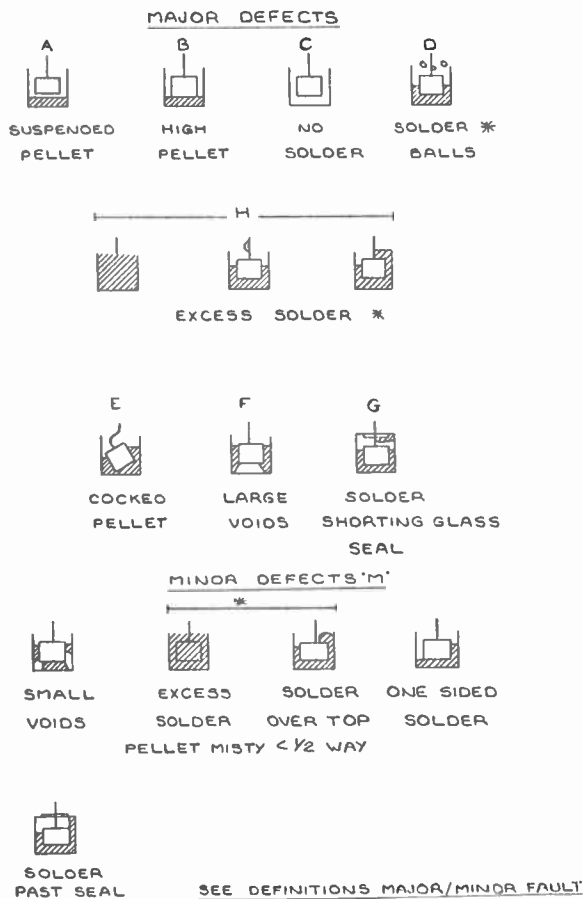 MAJOR DEFECTS
A B C D
SUSPENDED HIGH NO SOLDER *
PELLET PELLET SOLDER BALLS
H
EXCESS SOLDER *
E F G
COCKED LARGE SOLDER
PELLET VOIDS SHORTING GLASS
SEAL
MINOR DEFECTS 'M'
*
SMALL EXCESS SOLDER ONE SIDED
VOIDS SOLDER OVER TOP SOLDER
PELLET MISTY < 1/2 WAY
SOLDER
PAST SEAL SEE DEFINITIONS MAJOR/MINOR FAULT